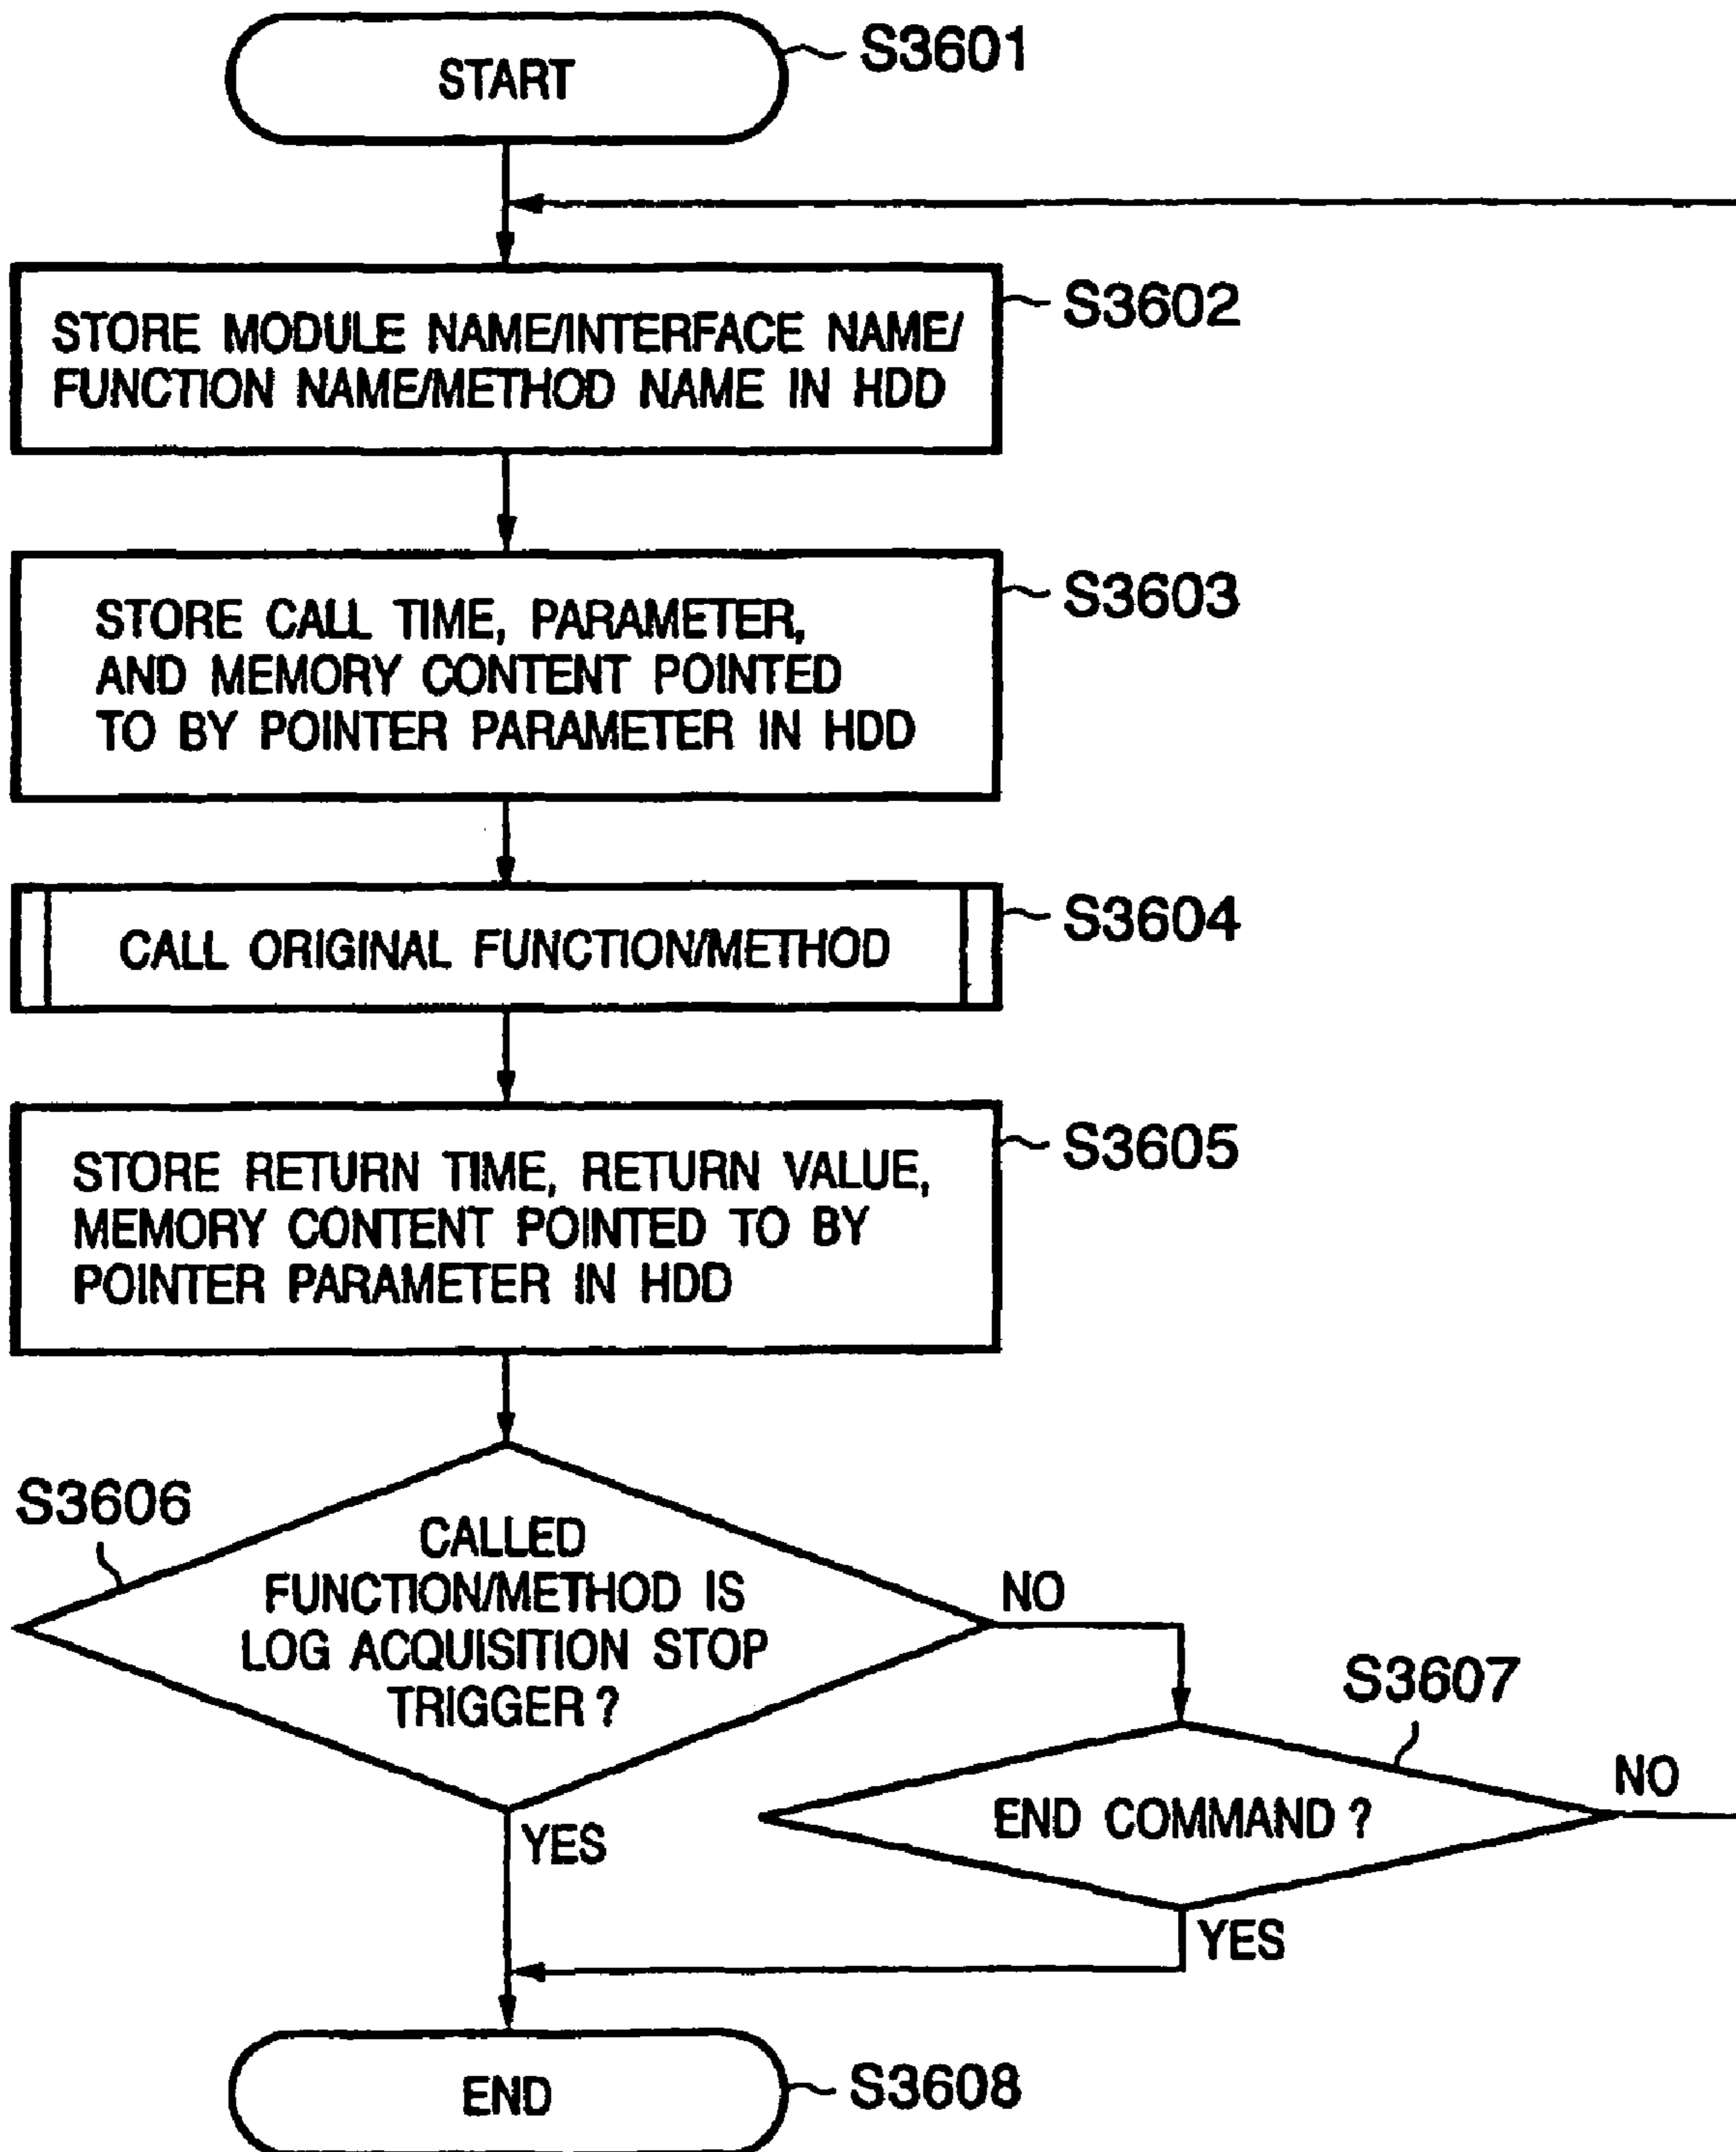 START
S3601
STORE MODULE NAME/INTERFACE NAME/
FUNCTION NAME/METHOD NAME IN HDD
S3602
STORE CALL TIME, PARAMETER,
AND MEMORY CONTENT POINTED
TO BY POINTER PARAMETER IN HDD
S3603
CALL ORIGINAL FUNCTION/METHOD
S3604
STORE RETURN TIME, RETURN VALUE,
MEMORY CONTENT POINTED TO BY
POINTER PARAMETER IN HDD
S3605
S3606
CALLED
FUNCTION/METHOD IS
LOG ACQUISITION STOP
TRIGGER ?
NO
YES
S3607
END COMMAND ?
NO
YES
END
S3608